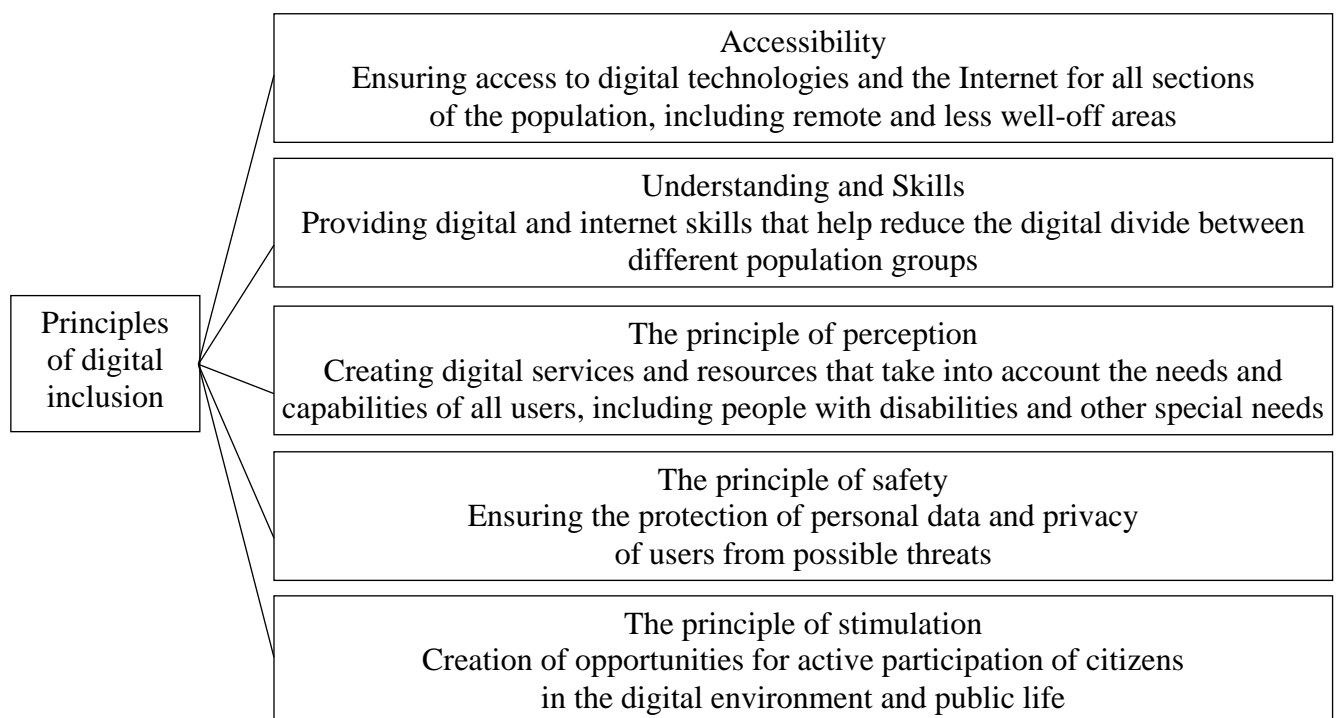 Principles
of digital
inclusion
Accessibility
Ensuring access to digital technologies and the Internet for all sections
of the population, including remote and less well-off areas
Understanding and Skills
Providing digital and internet skills that help reduce the digital divide between
different population groups
The principle of perception
Creating digital services and resources that take into account the needs and
capabilities of all users, including people with disabilities and other special needs
The principle of safety
Ensuring the protection of personal data and privacy
of users from possible threats
The principle of stimulation
Creation of opportunities for active participation of citizens
in the digital environment and public life